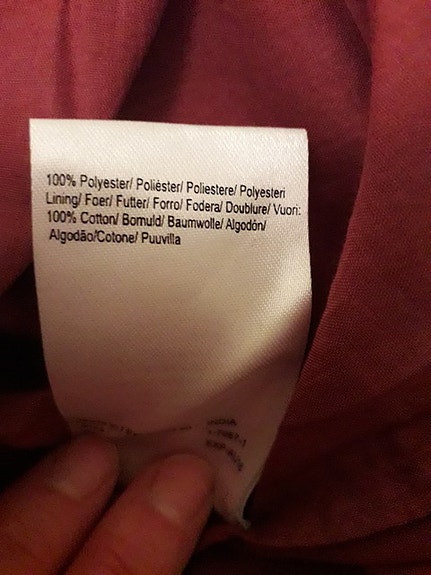 100% Polyester/ Poliéster/ Poliestere/ Polyesteri
Lining/ Foer/ Futter/ Forro/ Fodera/ Doublure/ Vuori:
100% Cotton/ Bomuld/ Baumwolle/ Algodón/
Algodão/Cotone/ Puuvilla
INDIA